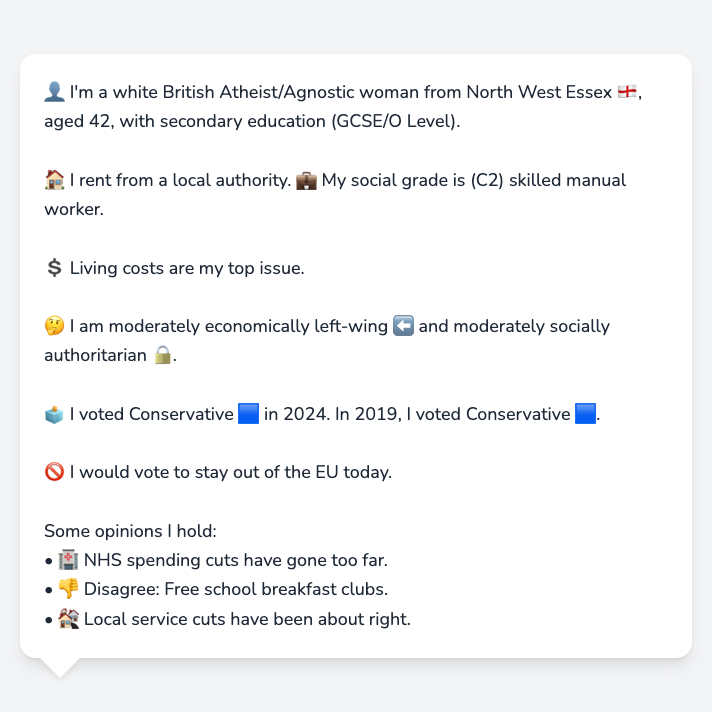 👤 I'm a white British Atheist/Agnostic woman from North West Essex 🏴󠁧󠁢󠁥󠁮󠁧󠁿,
aged 42, with secondary education (GCSE/O Level).
🏠 I rent from a local authority. 💼 My social grade is (C2) skilled manual
worker.
💲 Living costs are my top issue.
🤔 I am moderately economically left-wing ⬅️ and moderately socially
authoritarian 🔒.
🗳️ I voted Conservative 🟦 in 2024. In 2019, I voted Conservative 🟦.
🚫 I would vote to stay out of the EU today.
Some opinions I hold:
• 🏥 NHS spending cuts have gone too far.
• 👎 Disagree: Free school breakfast clubs.
• 🏚️ Local service cuts have been about right.